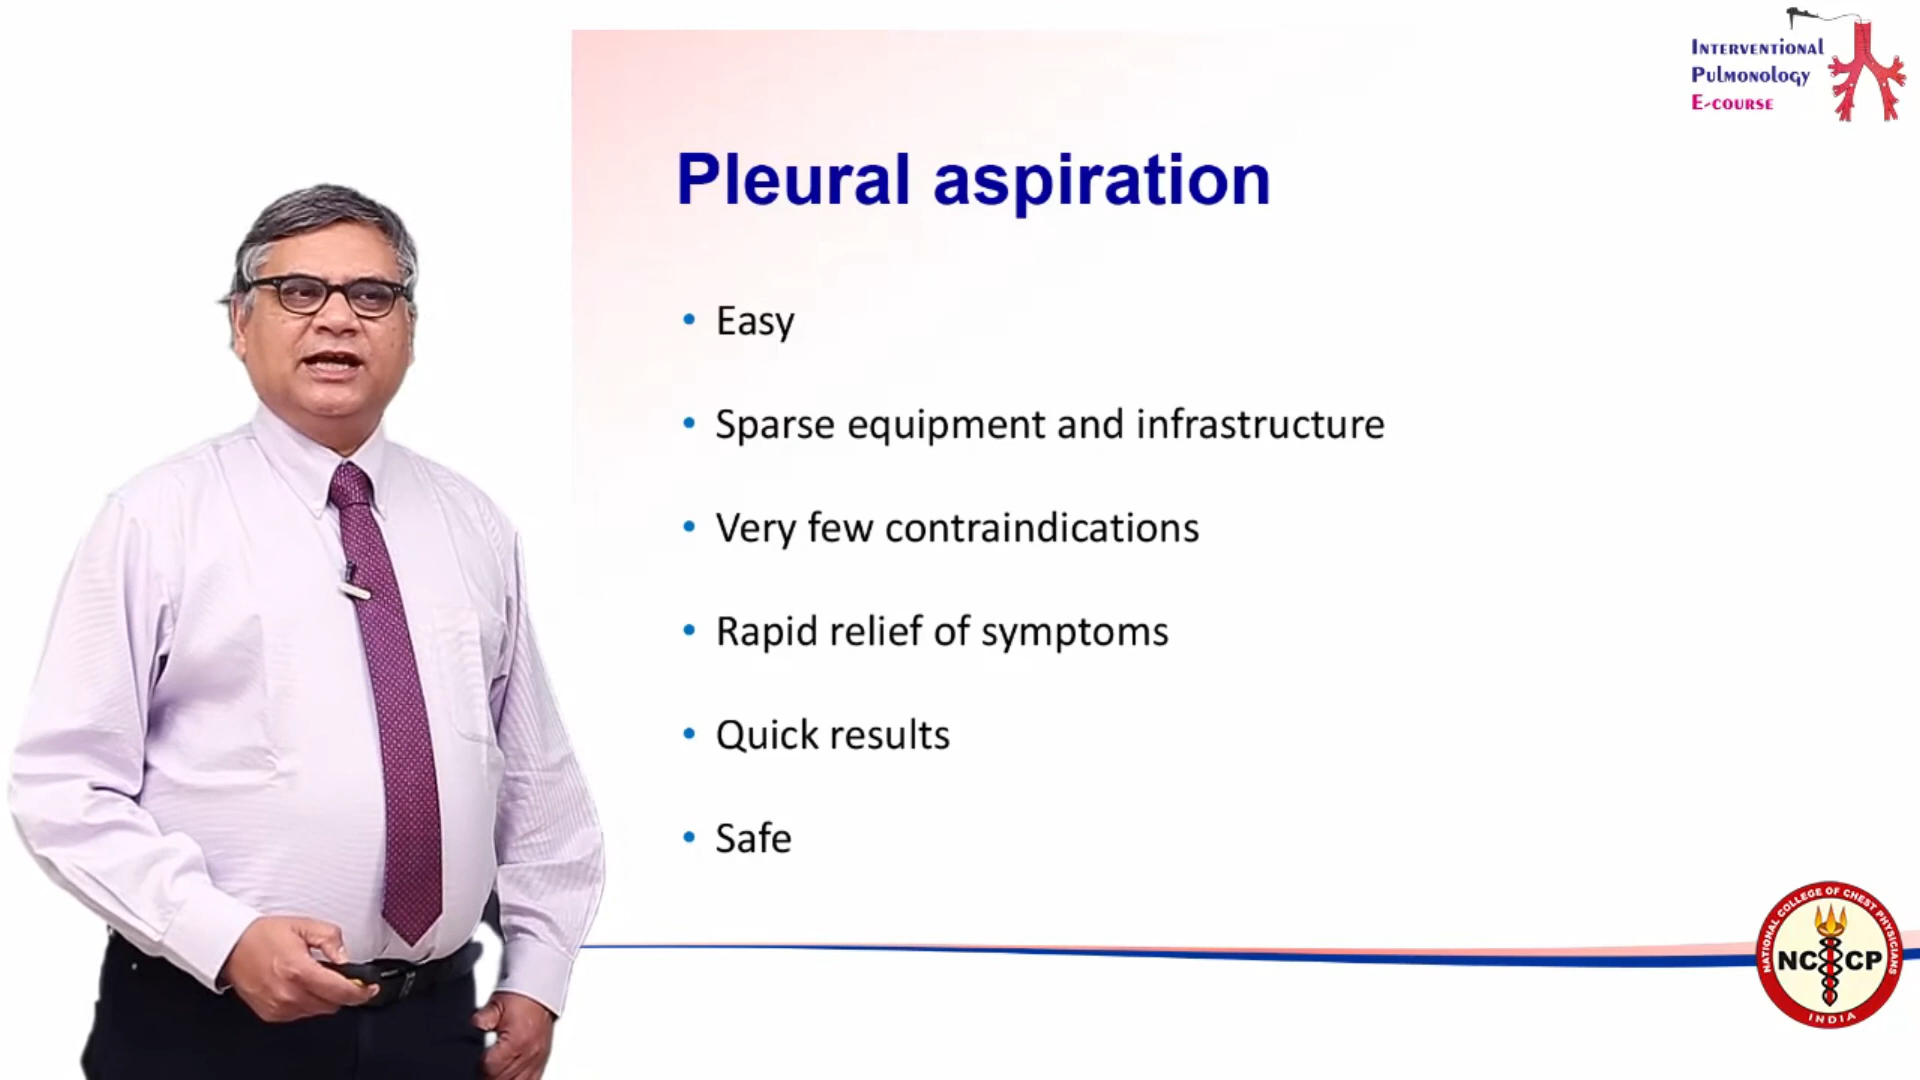 Interventional
Pulmonology
E-course
Pleural aspiration
• Easy
• Sparse equipment and infrastructure
• Very few contraindications
• Rapid relief of symptoms
• Quick results
• Safe
NATIONAL COLLEGE OF CHEST PHYSICIANS
NCCP
INDIA